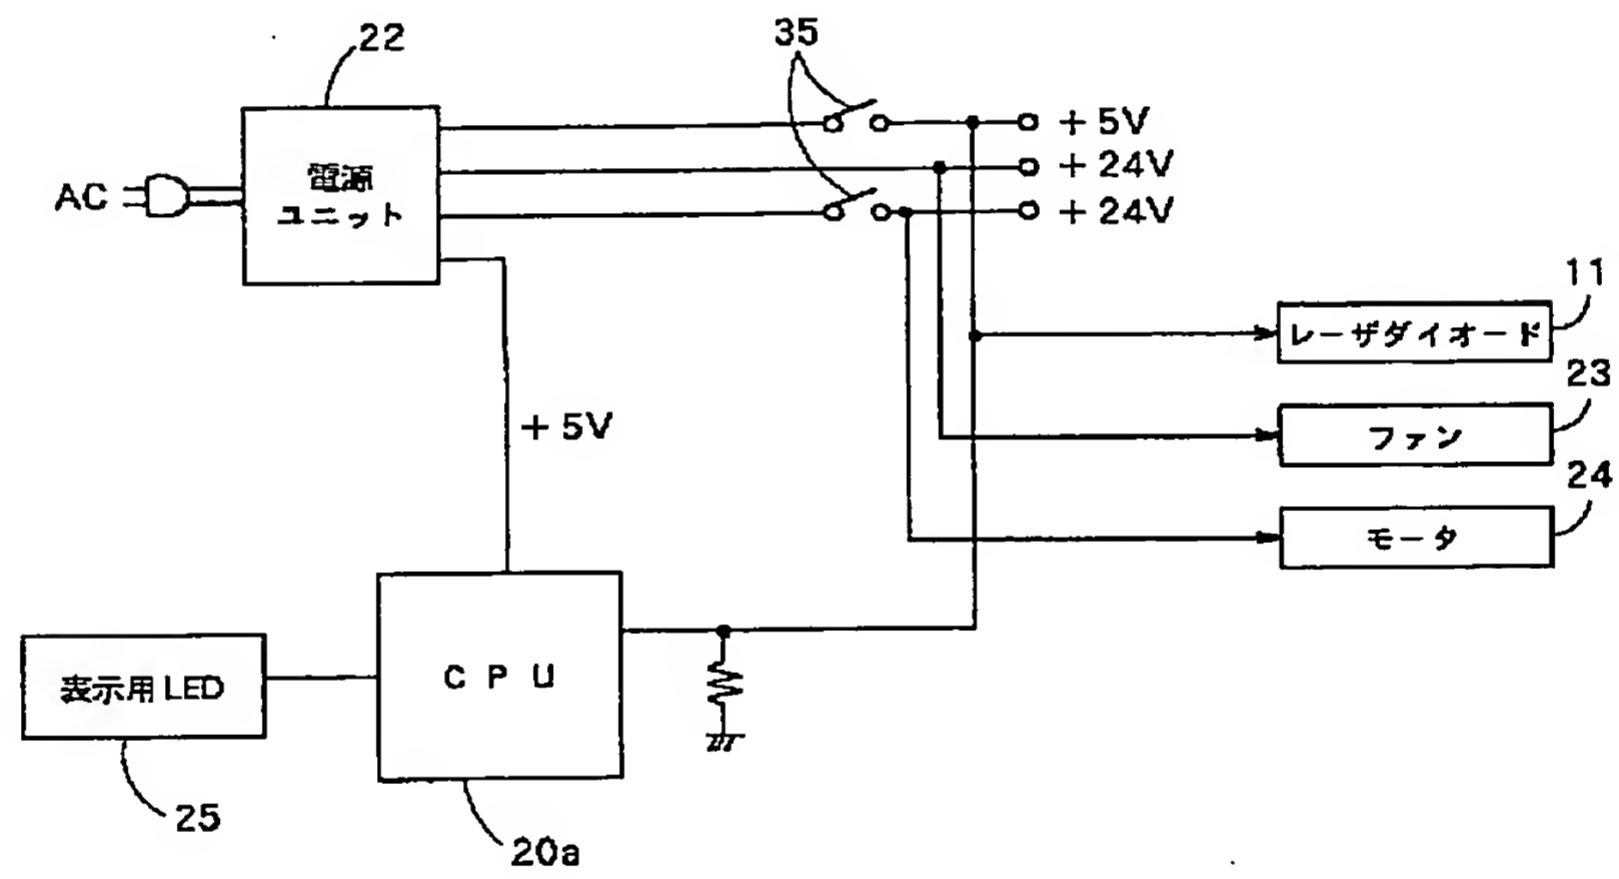 22
35
+5V
電源
ユニット
AC
+24V
+24V
11
レーザダイオード
23
ファン
+5V
24
モータ
CPU
表示用LED
25
20a